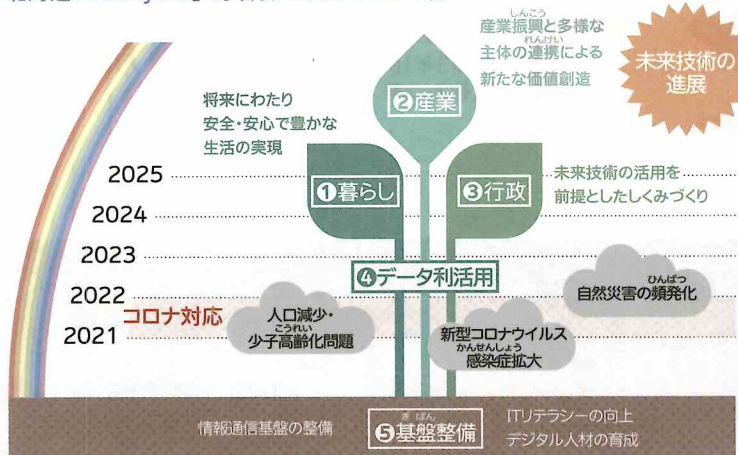 産業振興と多様な
主体の連携による
新たな価値創造
未来技術の
進展
❷産業
将来にわたり
安全・安心で豊かな
生活の実現
2025
❶暮らし
❸行政
未来技術の活用を
前提としたしくみづくり
2024
2023
❹データ利活用
自然災害の頻発化
2022
コロナ対応
人口減少・
少子高齢化問題
新型コロナウイルス
感染症拡大
2021
情報通信基盤の整備
❺基盤整備
ITリテラシーの向上
デジタル人材の育成